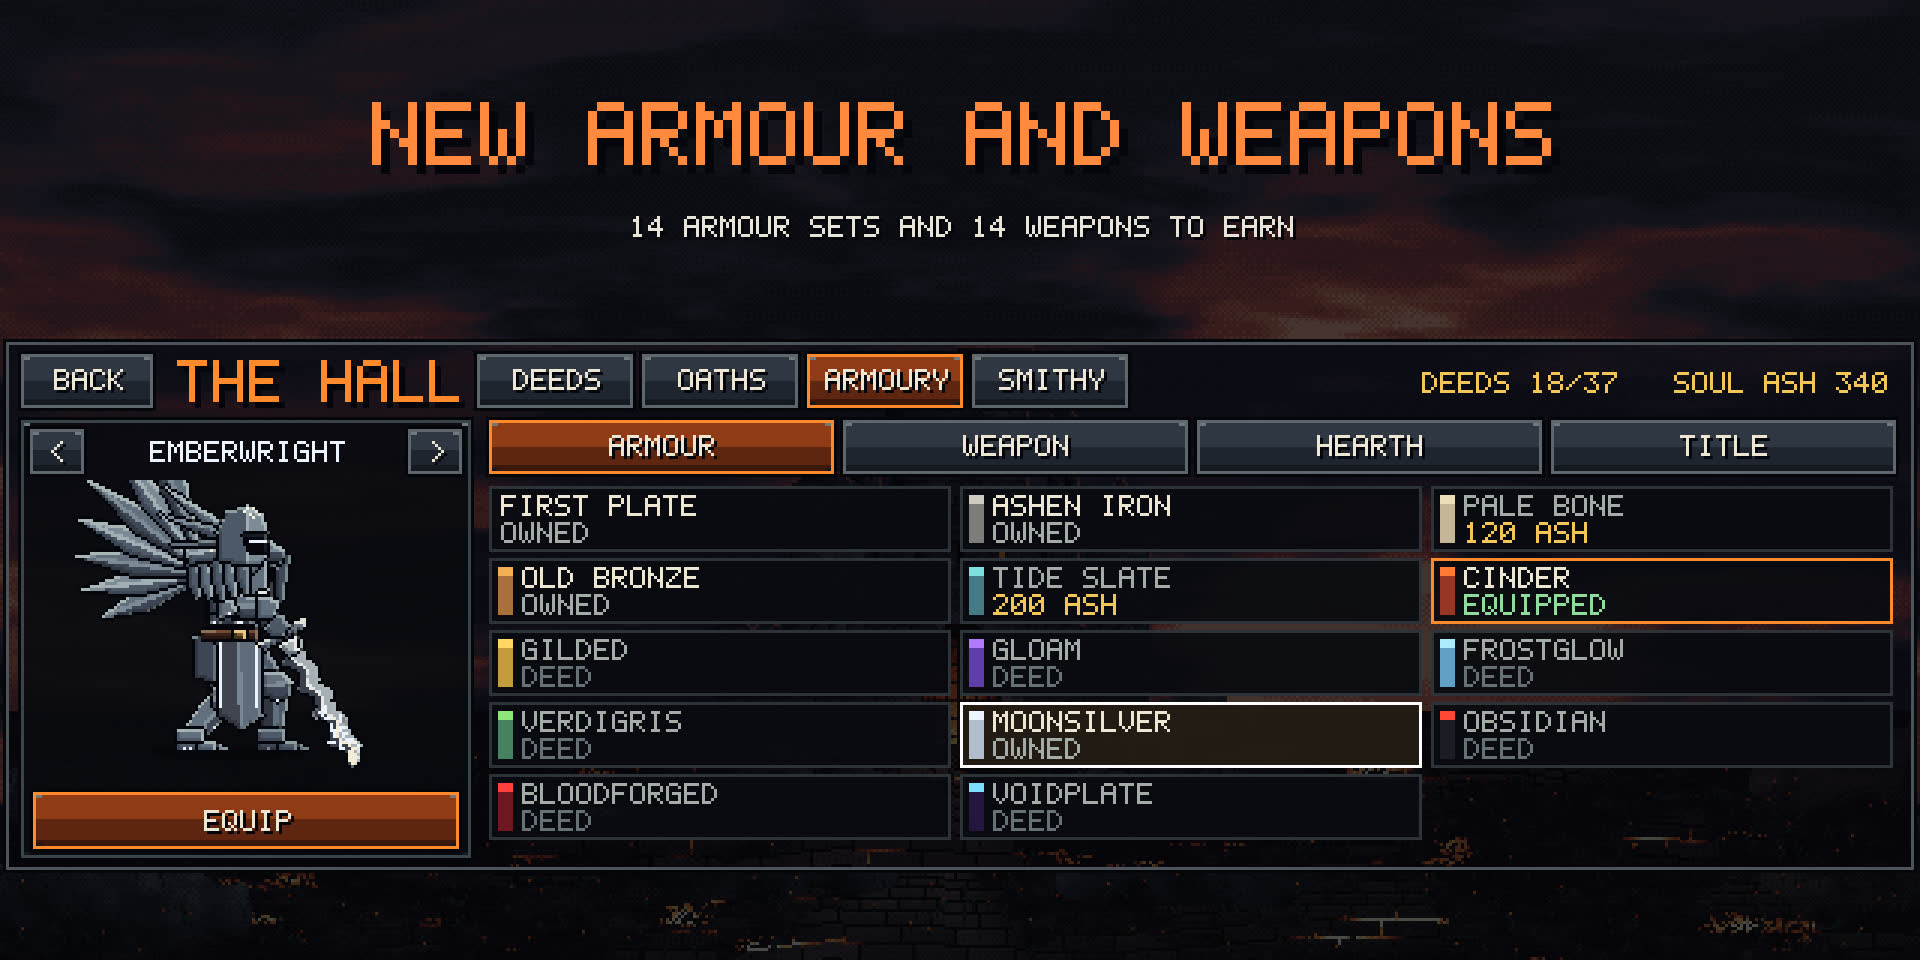 NEW ARMOUR AND WEAPONS
14 ARMOUR SETS AND 14 WEAPONS TO EARN
BACK
THE HALL
DEEDS
OATHS
ARMOURY
SMITHY
DEEDS 18/37
SOUL ASH 340
<
EMBERWRIGHT
>
EQUIP
ARMOUR
WEAPON
HEARTH
TITLE
FIRST PLATE
OWNED
ASHEN IRON
OWNED
PALE BONE
120 ASH
OLD BRONZE
OWNED
TIDE SLATE
200 ASH
CINDER
EQUIPPED
GILDED
DEED
GLOAM
DEED
FROSTGLOW
DEED
VERDIGRIS
DEED
MOONSILVER
OWNED
OBSIDIAN
DEED
BLOODFORGED
DEED
VOIDPLATE
DEED